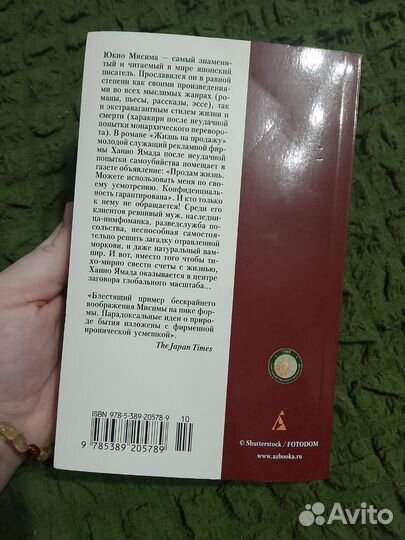 Юкио Мисима — самый знамени-
тый и читаемый в мире японский
писатель. Прославился он в равной
степени как своими произведения-
ми во всех мыслимых жанрах (ро-
маны, пьесы, рассказы, эссе), так
и экстравагантным стилем жизни и
смерти (харакири после неудачной
попытки монархического переворо-
та). В романе «Жизнь на продажу»
молодой служащий рекламной фир-
мы Ханио Ямада после неудачной
попытки самоубийства помещает в
газете объявление: «Продам жизнь.
Можете использовать меня по сво-
ему усмотрению. Конфиденциаль-
ность гарантирована». И кто только
к нему не обращается! Среди его
клиентов ревнивый муж, наследни-
ца-нимфоманка, разведслужба по-
сольства, неспособная самостоя-
тельно решить загадку отравленной
моркови, и даже натуральный вам-
пир. И вот, вместо того чтобы ти-
хо-мирно свести счеты с жизнью,
Ханио Ямада оказывается в центре
заговора глобального масштаба...
«Блестящий пример бескрайнего
воображения Мисимы на пике фор-
мы. Парадоксальные идеи о приро-
де бытия изложены с фирменной
иронической усмешкой».
The Japan Times
ISBN 978-5-389-20578-9
10
9 785389 205789
© Shutterstock / FOTODOM
www.azbooka.ru
Avito